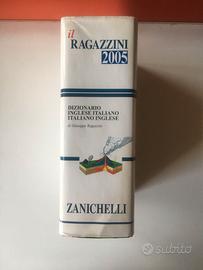 il
RAGAZZINI
2005
DIZIONARIO
INGLESE ITALIANO
ITALIANO INGLESE
di Giuseppe Ragazzini
ZANICHELLI
subito